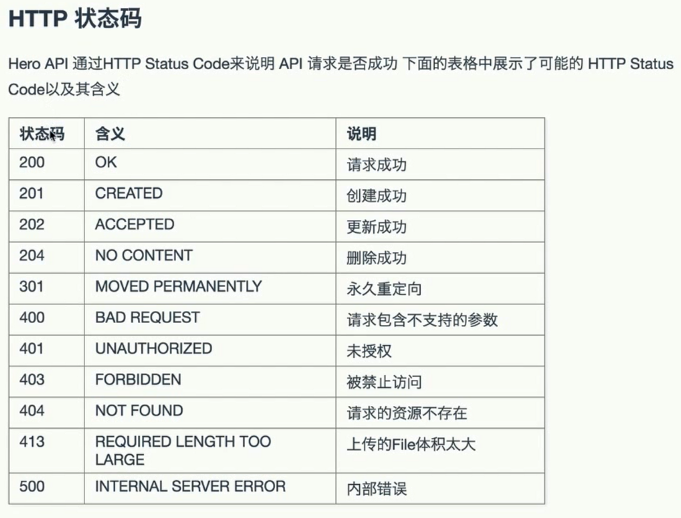 HTTP 状态码
Hero API 通过HTTP Status Code来说明 API 请求是否成功 下面的表格中展示了可能的 HTTP Status
Code以及其含义
状态码 含义 说明
200 OK 请求成功
201 CREATED 创建成功
202 ACCEPTED 更新成功
204 NO CONTENT 删除成功
301 MOVED PERMANENTLY 永久重定向
400 BAD REQUEST 请求包含不支持的参数
401 UNAUTHORIZED 未授权
403 FORBIDDEN 被禁止访问
404 NOT FOUND 请求的资源不存在
413 REQUIRED LENGTH TOO 上传的File体积太大
LARGE
500 INTERNAL SERVER ERROR 内部错误